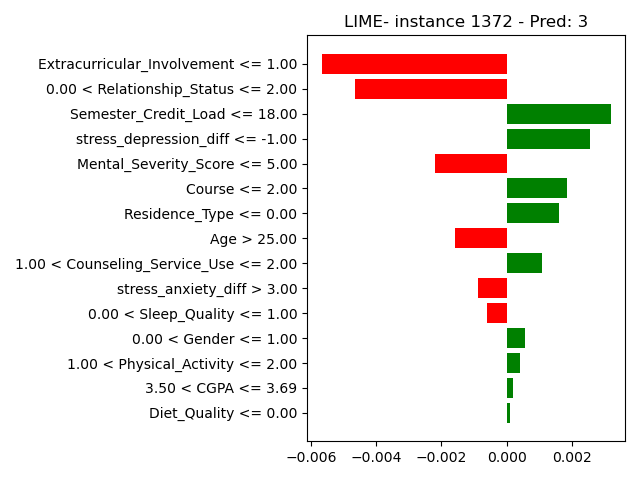 LIME- instance 1372 - Pred: 3
Extracurricular_Involvement <= 1.00
0.00 < Relationship_Status <= 2.00
Semester_Credit_Load <= 18.00
stress_depression_diff <= -1.00
Mental_Severity_Score <= 5.00
Course <= 2.00
Residence_Type <= 0.00
Age > 25.00
1.00 < Counseling_Service_Use <= 2.00
stress_anxiety_diff > 3.00
0.00 < Sleep_Quality <= 1.00
0.00 < Gender <= 1.00
1.00 < Physical_Activity <= 2.00
3.50 < CGPA <= 3.69
Diet_Quality <= 0.00
−0.006 −0.004 −0.002 0.000 0.002